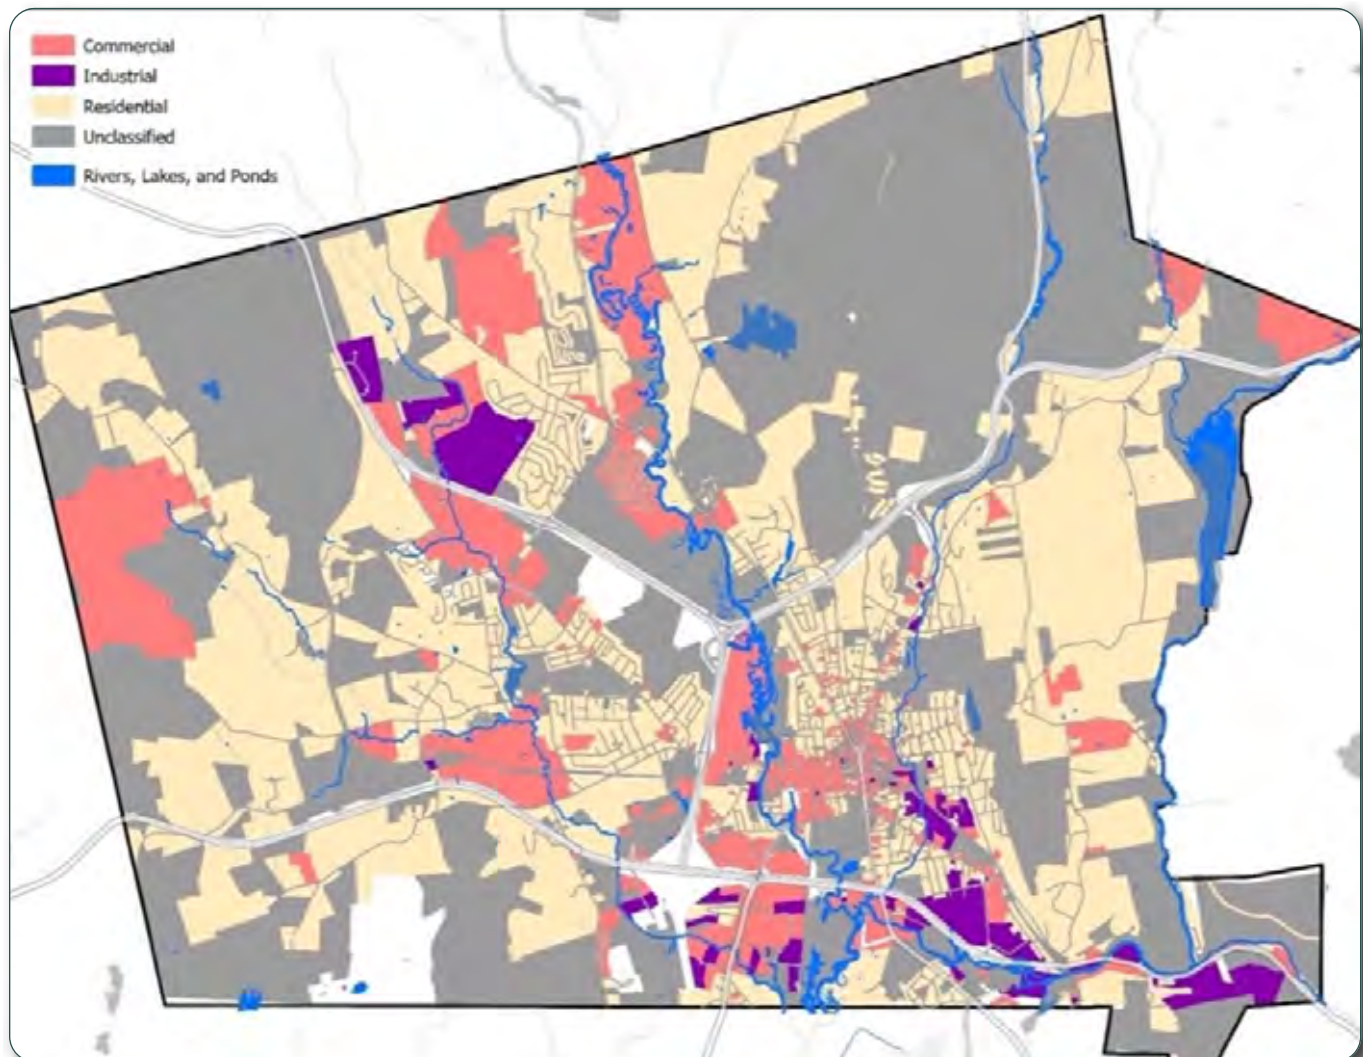 Commercial
Industrial
Residential
Unclassified
Rivers, Lakes, and Ponds